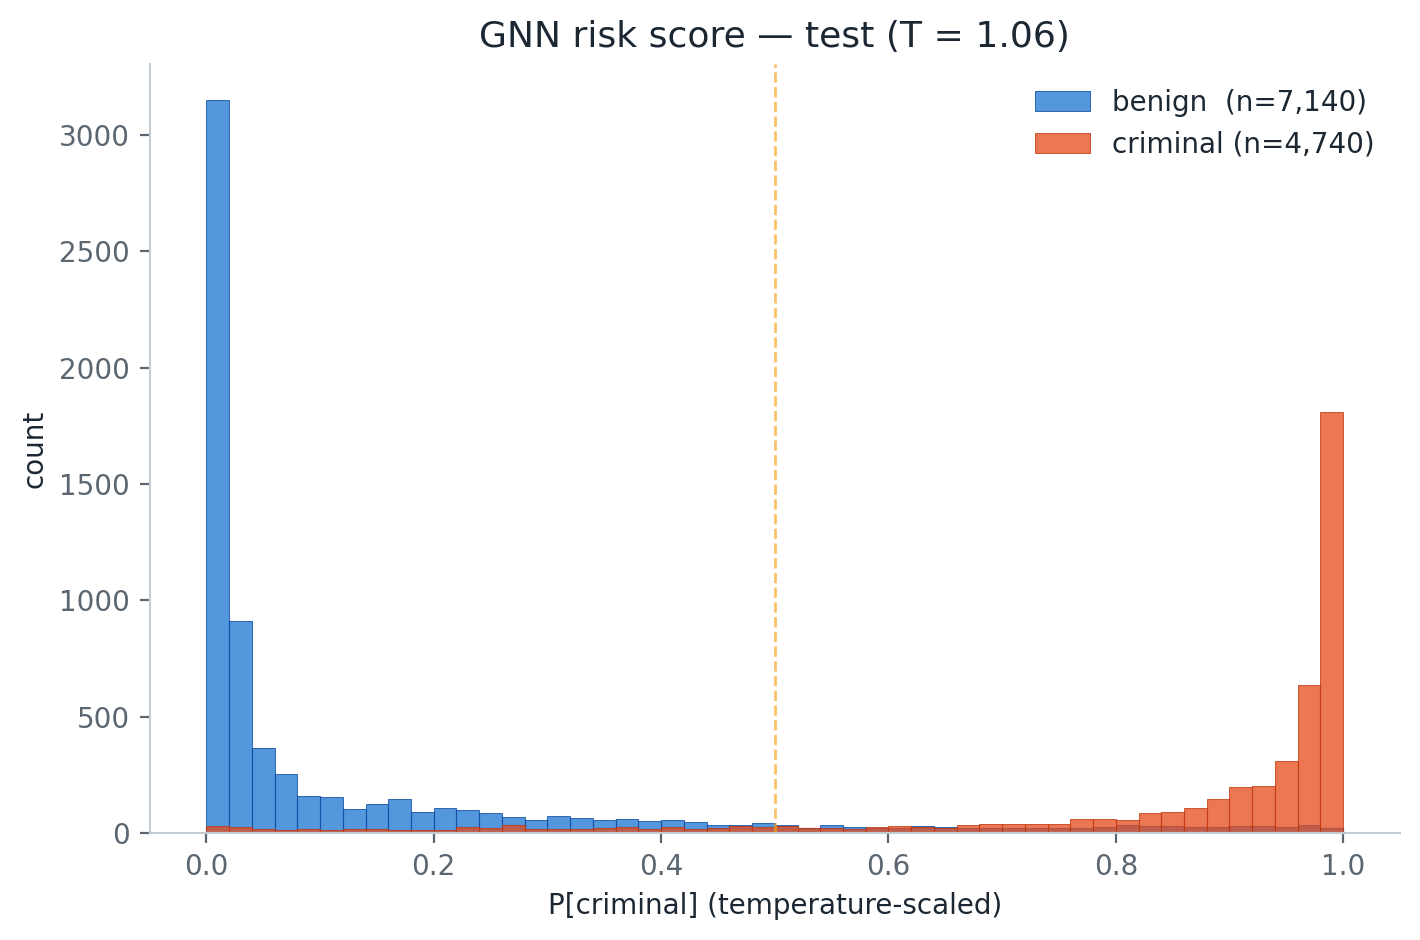 GNN risk score — test (T = 1.06)
benign (n=7,140)
criminal (n=4,740)
3000
2500
2000
1500
1000
500
0
count
0.0 0.2 0.4 0.6 0.8 1.0
P[criminal] (temperature-scaled)